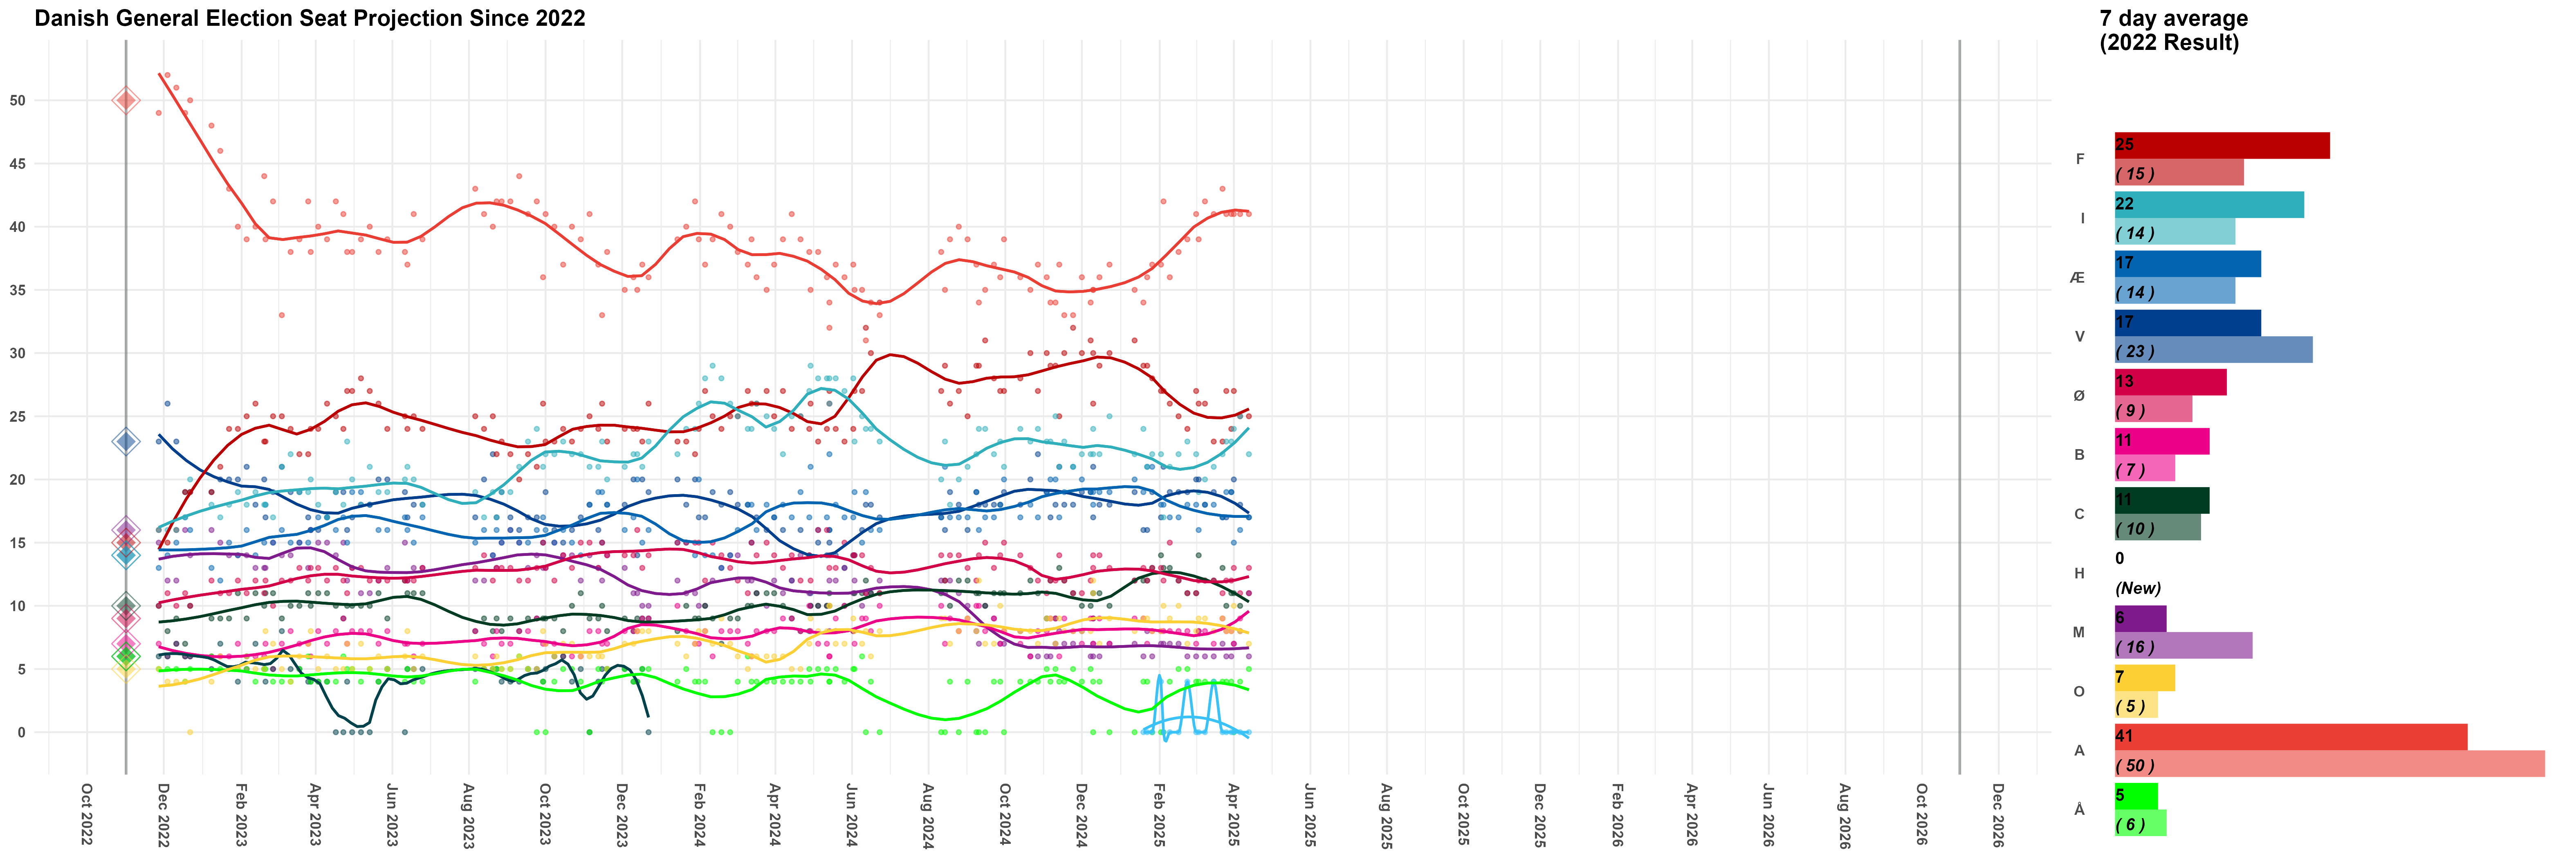 Danish General Election Seat Projection Since 2022
7 day average
(2022 Result)
50
45
40
35
30
25
20
15
10
5
0
Oct 2022
Dec 2022
Feb 2023
Apr 2023
Jun 2023
Aug 2023
Oct 2023
Dec 2023
Feb 2024
Apr 2024
Jun 2024
Aug 2024
Oct 2024
Dec 2024
Feb 2025
Apr 2025
Jun 2025
Aug 2025
Oct 2025
Dec 2025
Feb 2026
Apr 2026
Jun 2026
Aug 2026
Oct 2026
Dec 2026
F
25
( 15 )
I
22
( 14 )
Æ
17
( 14 )
V
17
( 23 )
Ø
13
( 9 )
B
11
( 7 )
C
11
( 10 )
H
0
(New)
M
6
( 16 )
O
7
( 5 )
A
41
( 50 )
Å
5
( 6 )